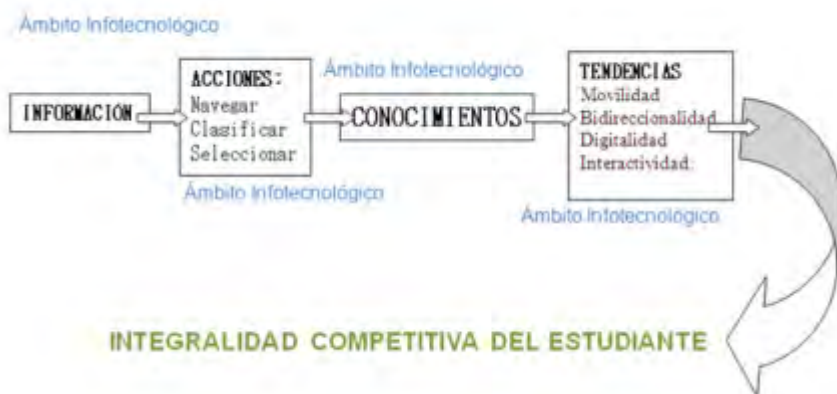 Ámbito Infotecnológico
INFORMACIÓN
ACCIONES:
Navegar
Clasificar
Seleccionar
Ámbito Infotecnológico
Ámbito Infotecnológico
CONOCIMIENTOS
TENDENCIAS
Movilidad
Bidireccionalidad
Digitalidad
Interactividad
Ámbito Infotecnológico
INTEGRALIDAD COMPETITIVA DEL ESTUDIANTE